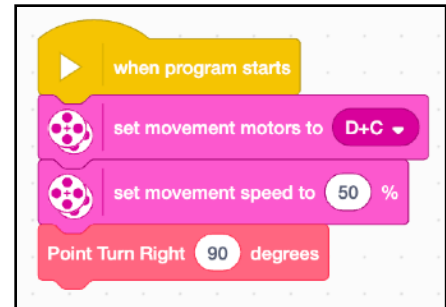 when program starts
set movement motors to D+C
set movement speed to 50 %
Point Turn Right 90 degrees